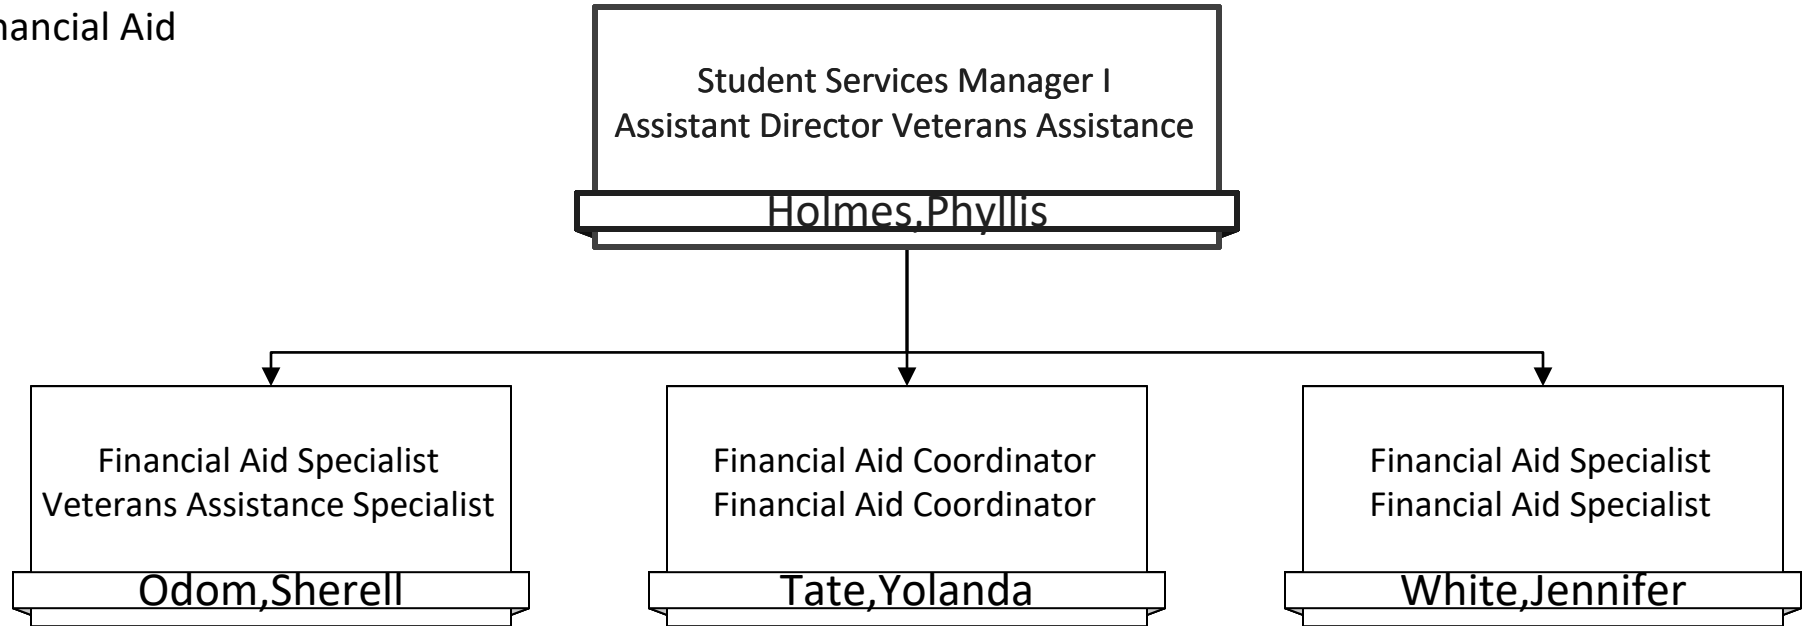 nancial Aid
Student Services Manager I
Assistant Director Veterans Assistance
Holmes,Phyllis
Financial Aid Specialist
Veterans Assistance Specialist
Odom,Sherell
Financial Aid Coordinator
Financial Aid Coordinator
Tate,Yolanda
Financial Aid Specialist
Financial Aid Specialist
White,Jennifer